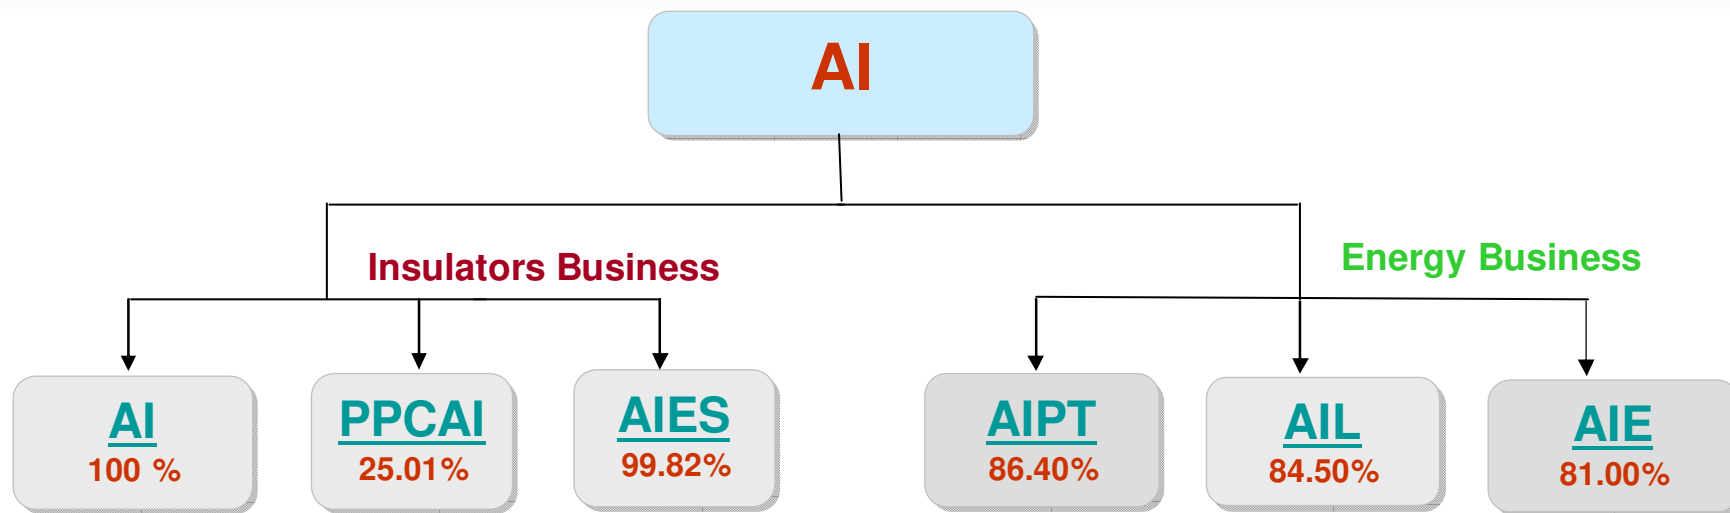 AI
Insulators Business
Energy Business
AI
100 %
PPCAI
25.01%
AIES
99.82%
AIPT
86.40%
AIL
84.50%
AIE
81.00%